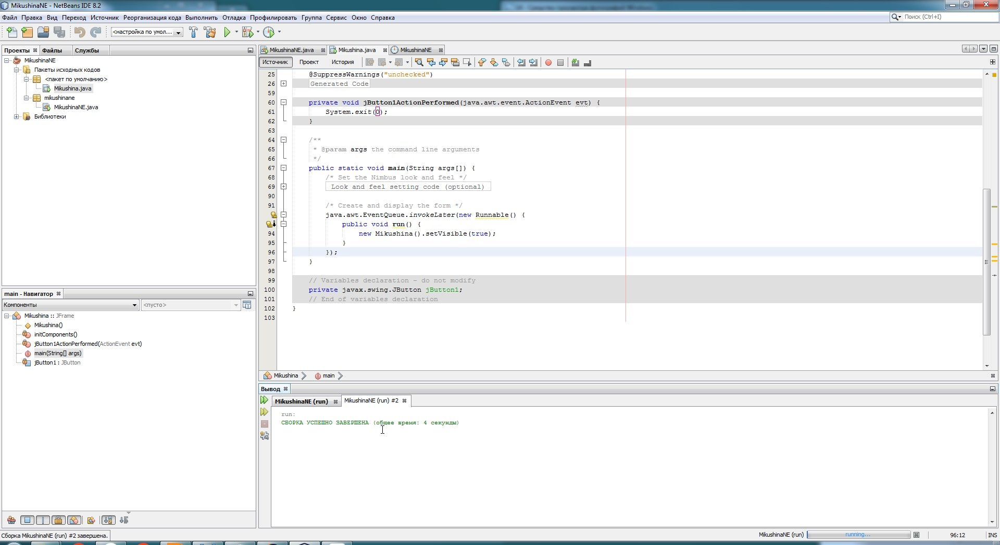 MikushinaNE - NetBeans IDE 8.2
Файл Правка Вид Переход Источник Реорганизация кода Выполнить Отладка Профилировать Группа Сервис Окно Справка
Поиск (Ctrl+I)
<настройка по умол...
Проекты Файлы Службы
MikushinaNE
Пакеты исходных кодов
<пакет по умолчанию>
Mikushina.java
mikushinane
MikushinaNE.java
Библиотеки
main - Навигатор
Компоненты <пусто>
Mikushina :: JFrame
Mikushina()
initComponents()
jButton1ActionPerformed(ActionEvent evt)
main(String[] args)
jButton1 : JButton
MikushinaNE.java Mikushina.java MikushinaNE
Источник Проект История
25 @SuppressWarnings("unchecked")
26 Generated Code
59
60 private void jButton1ActionPerformed(java.awt.event.ActionEvent evt) {
61 System.exit(0);
62 }
63
64 /**
65 * @param args the command line arguments
66 */
67 public static void main(String args[]) {
68 /* Set the Nimbus look and feel */
69 Look and feel setting code (optional)
90
91 /* Create and display the form */
java.awt.EventQueue.invokeLater(new Runnable() {
public void run() {
94 new Mikushina().setVisible(true);
95 }
96 });
97 }
98
99 // Variables declaration - do not modify
100 private javax.swing.JButton jButton1;
101 // End of variables declaration
102 }
103
Mikushina main
Вывод
MikushinaNE (run) MikushinaNE (run) #2
run:
СБОРКА УСПЕШНО ЗАВЕРШЕНА (общее время: 4 секунды)
Сборка MikushinaNE (run) #2 завершена.
MikushinaNE (run) running... 96:12 INS